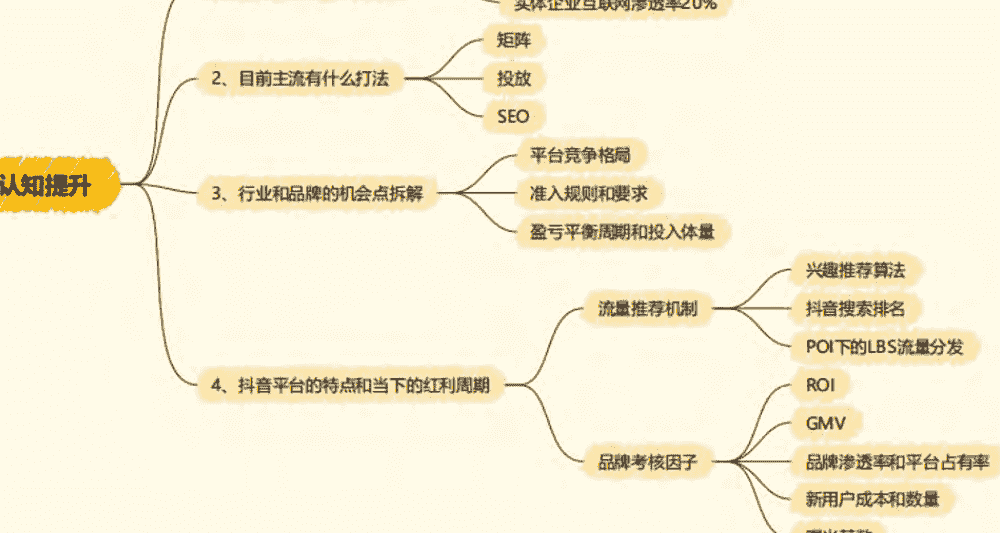 实体企业互联网渗透率20%
矩阵
2、目前主流有什么打法
投放
SEO
认知提升
平台竞争格局
3、行业和品牌的机会点拆解
准入规则和要求
盈亏平衡周期和投入体量
兴趣推荐算法
流量推荐机制
抖音搜索排名
POI下的LBS流量分发
4、抖音平台的特点和当下的红利周期
ROI
GMV
品牌考核因子
品牌渗透率和平台占有率
新用户成本和数量